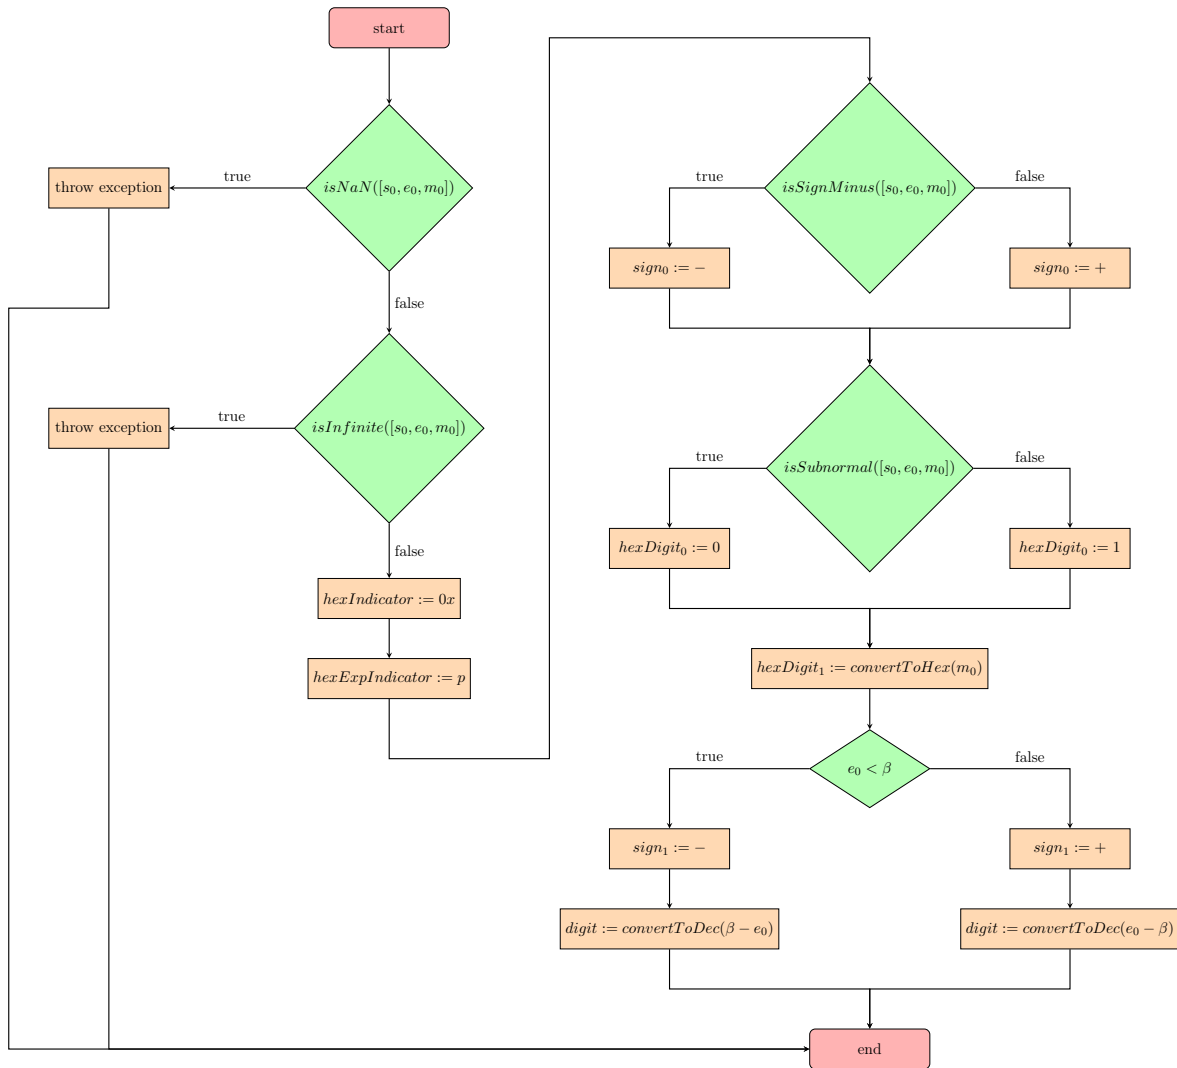 start
isNaN([s₀, e₀, m₀])
true
throw exception
false
isInfinite([s₀, e₀, m₀])
true
throw exception
false
hexIndicator := 0x
hexExpIndicator := p
isSignMinus([s₀, e₀, m₀])
true
false
sign₀ := −
sign₀ := +
isSubnormal([s₀, e₀, m₀])
true
false
hexDigit₀ := 0
hexDigit₀ := 1
hexDigit₁ := convertToHex(m₀)
e₀ < β
true
false
sign₁ := −
sign₁ := +
digit := convertToDec(β − e₀)
digit := convertToDec(e₀ − β)
end